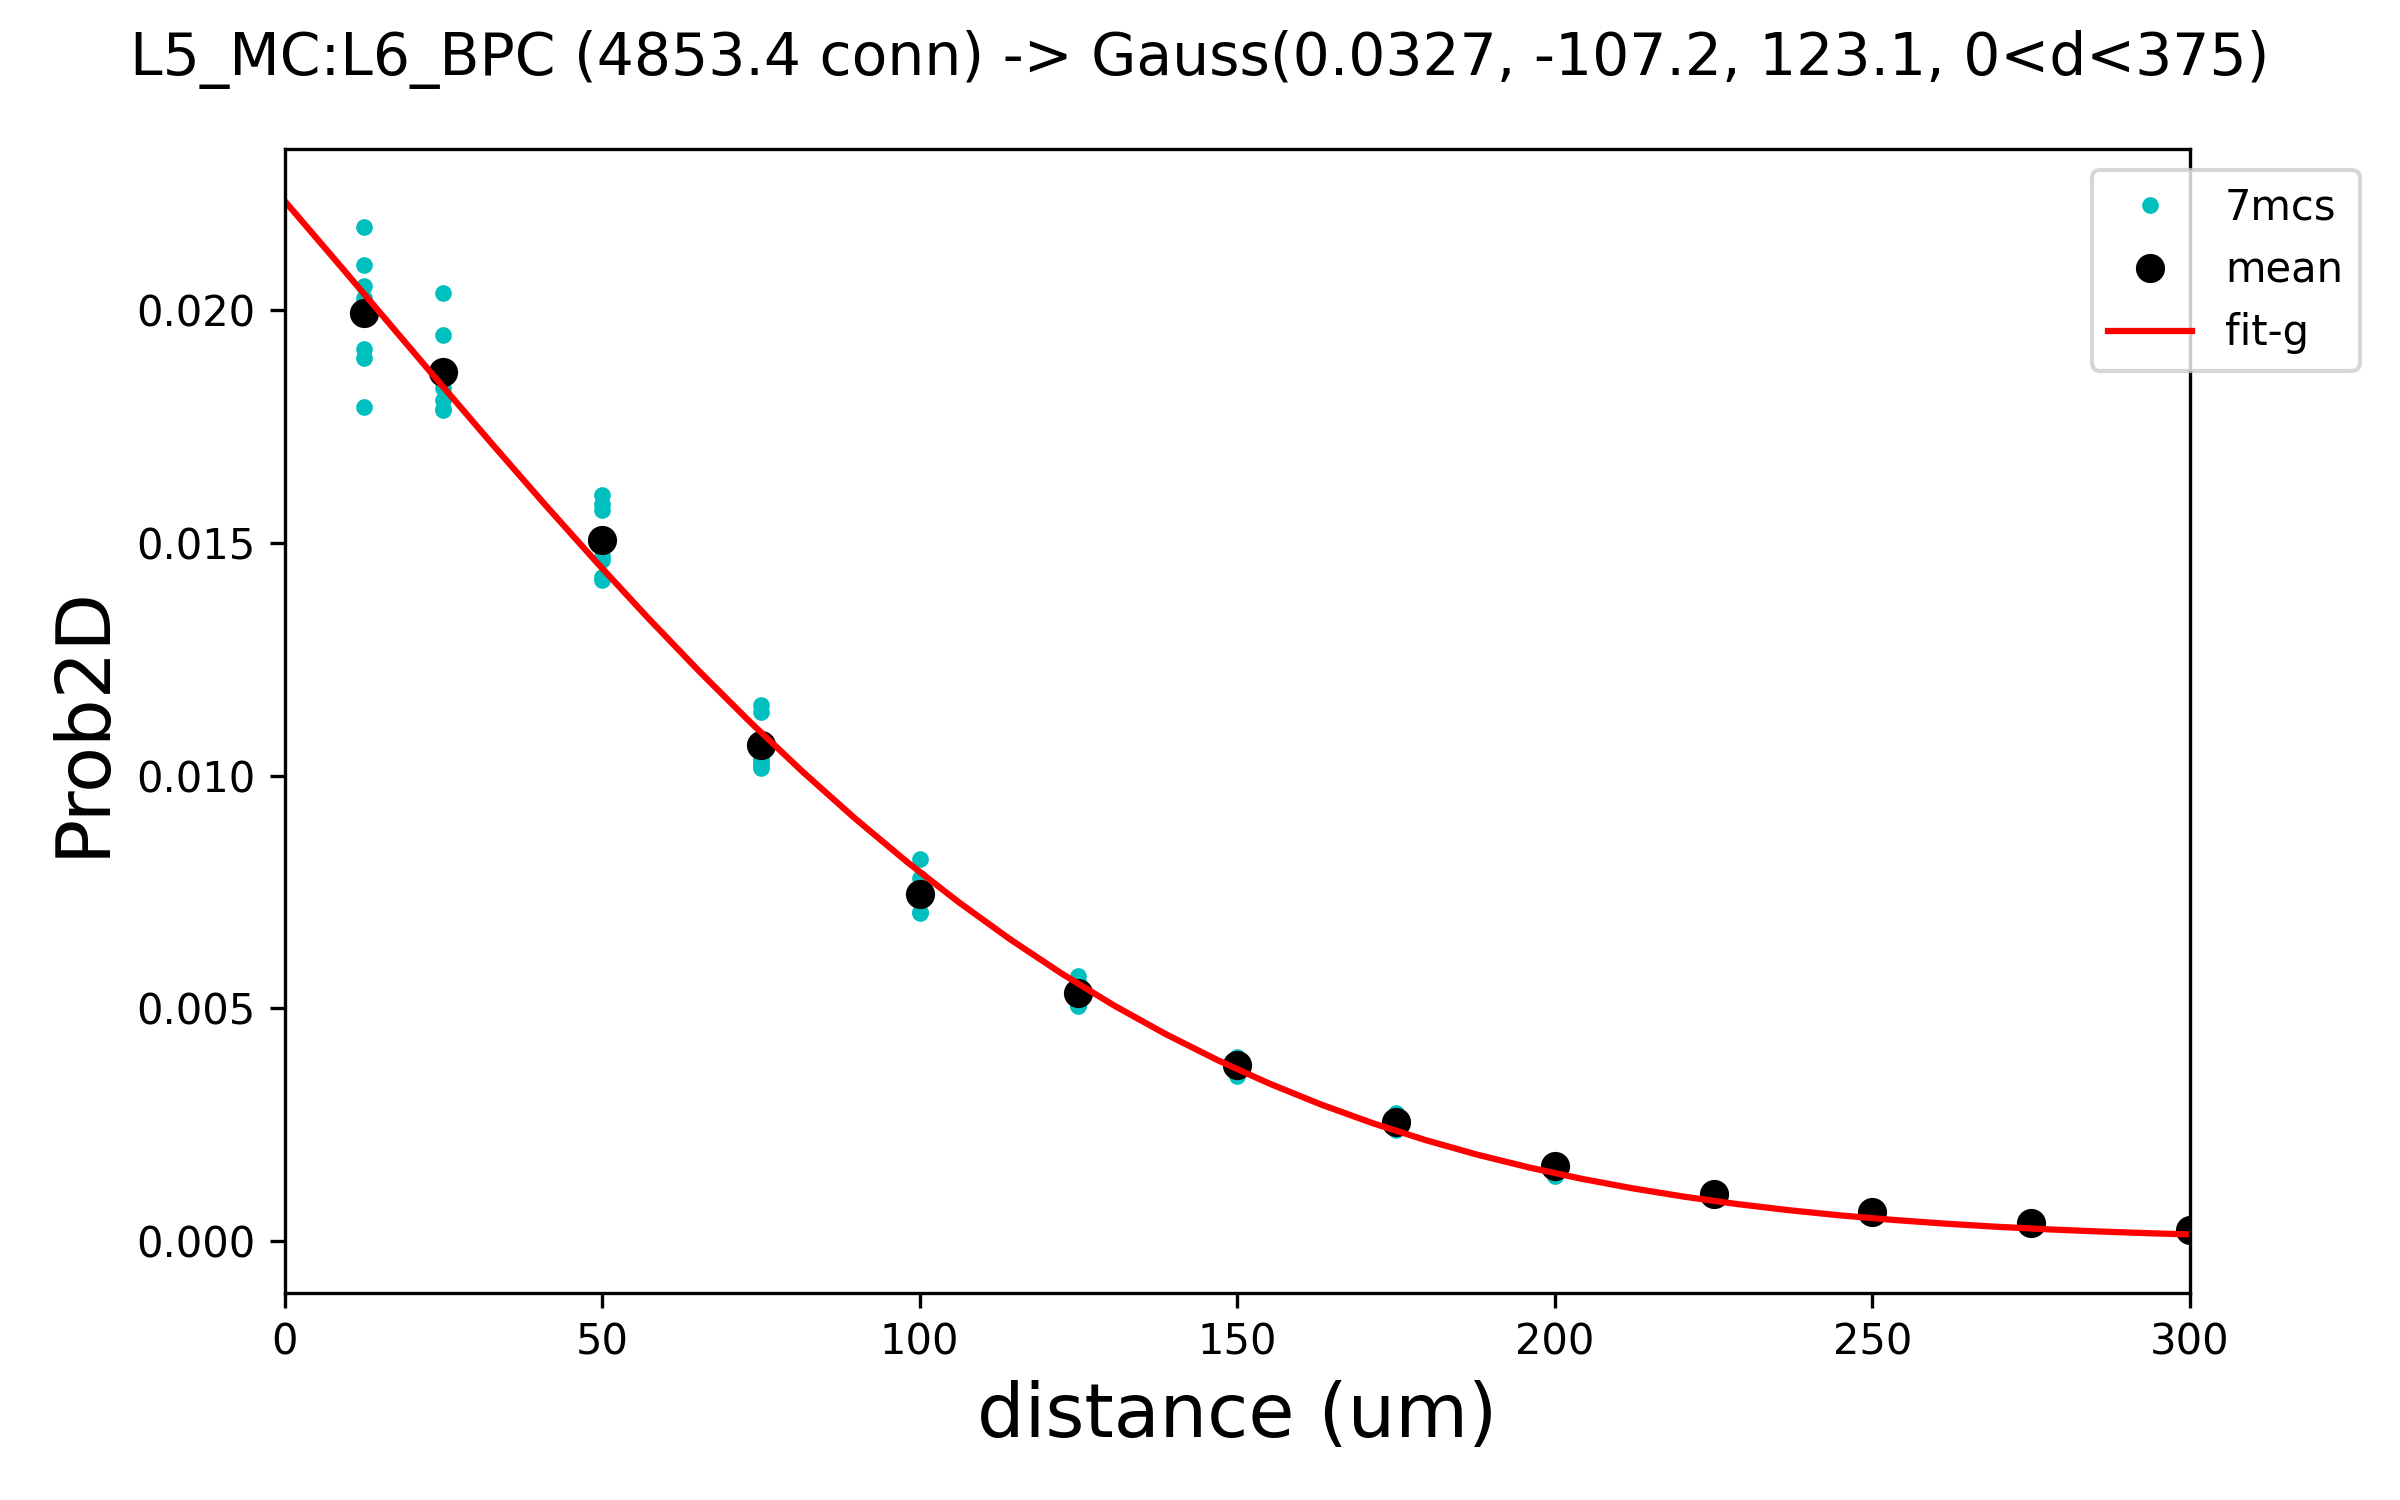 L5_MC:L6_BPC (4853.4 conn) -> Gauss(0.0327, -107.2, 123.1, 0<d<375)
7mcs
mean
fit-g
Prob2D
0.020
0.015
0.010
0.005
0.000
0 50 100 150 200 250 300
distance (um)